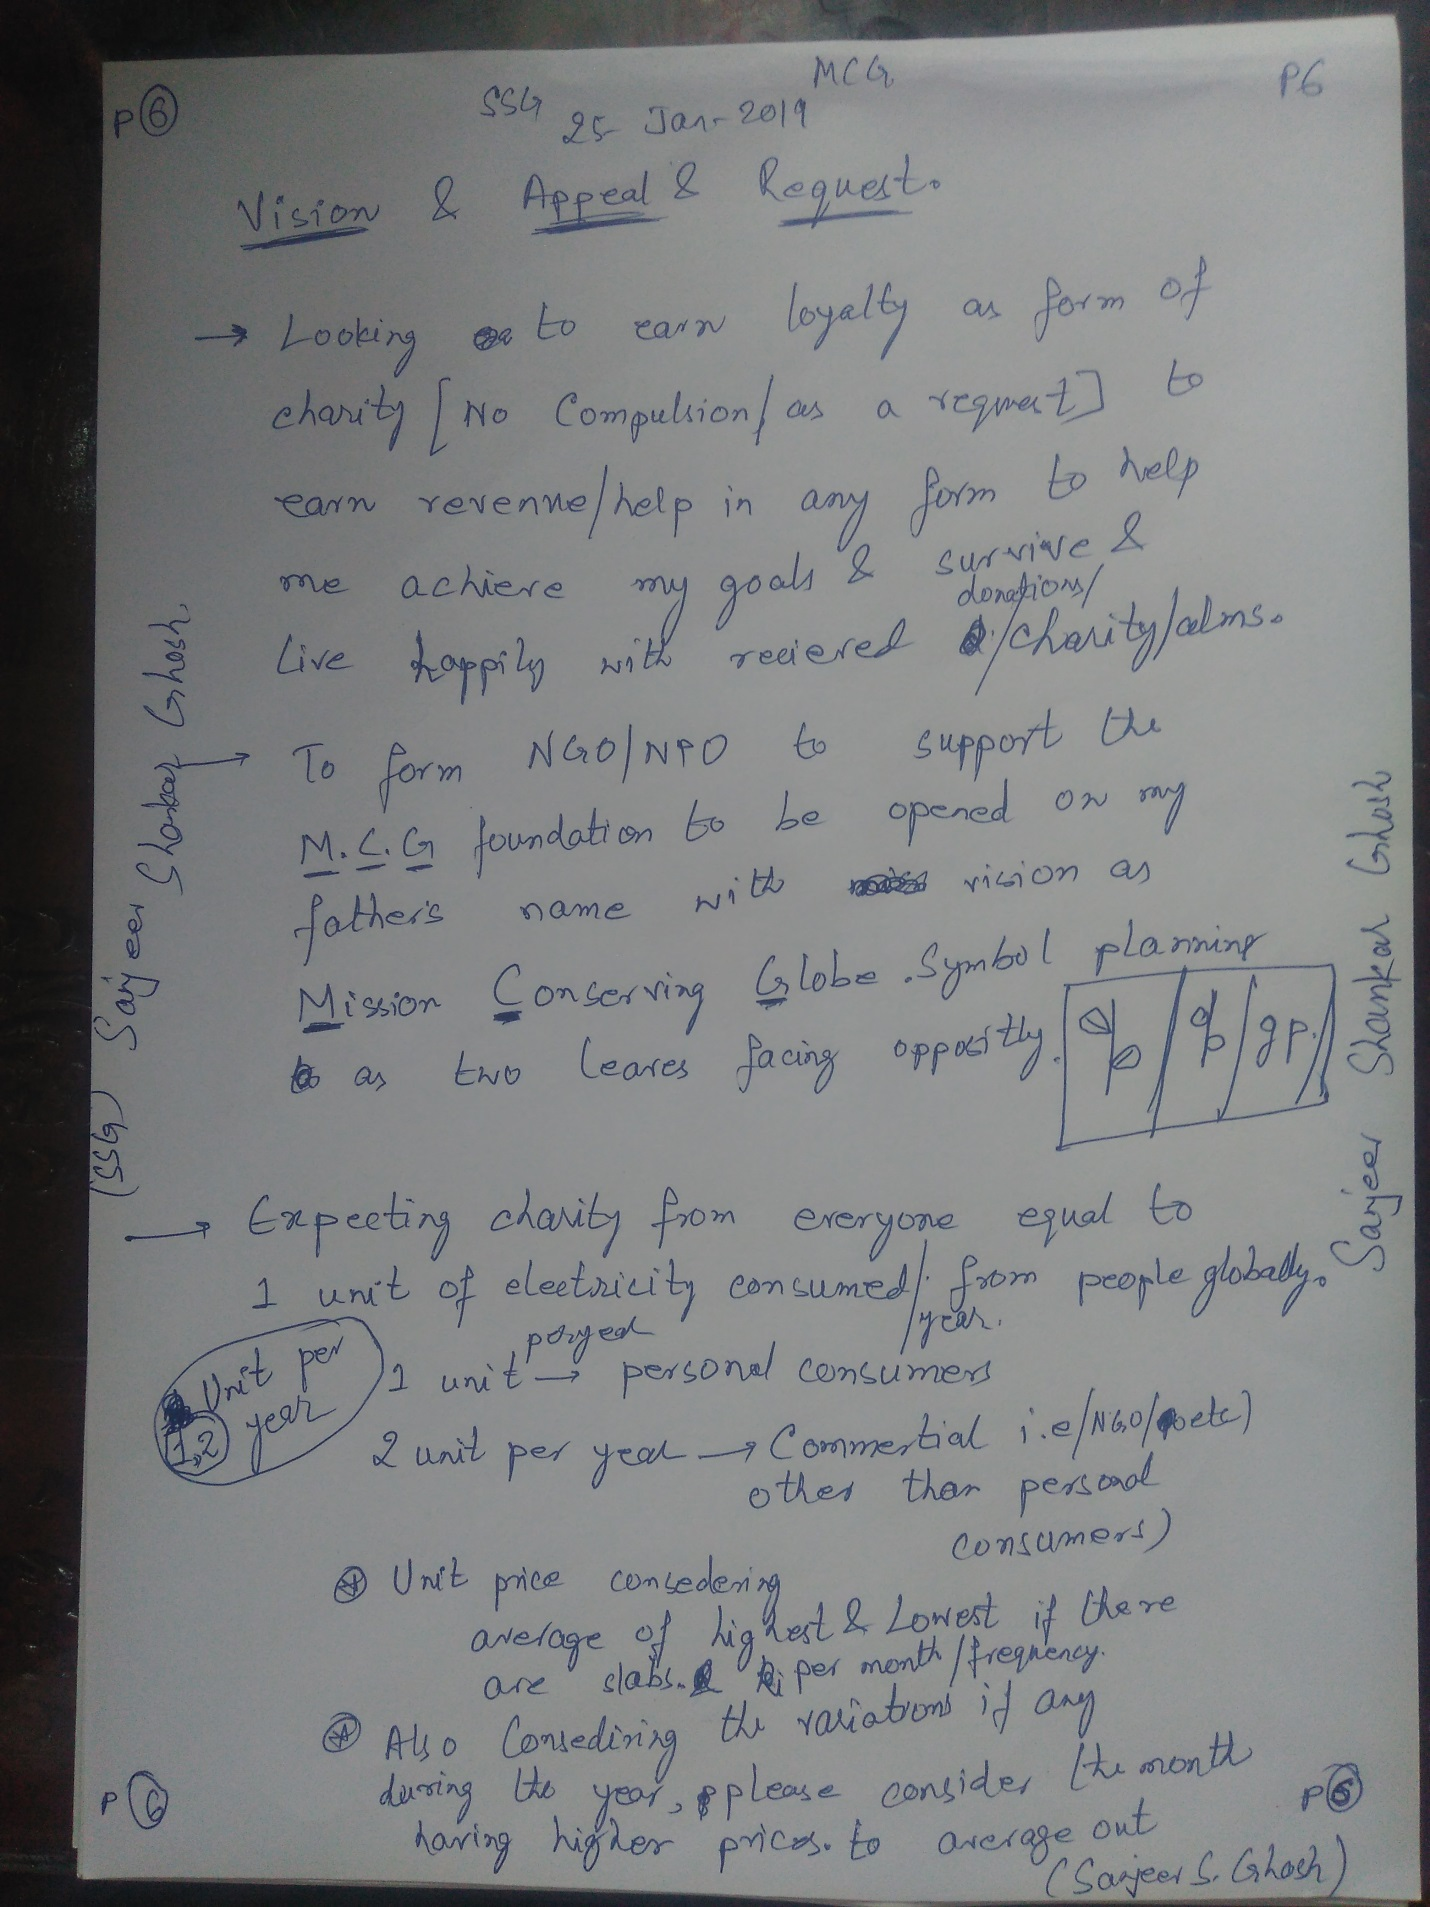 MCG
P6 SSG P6
25 Jan-2019
Vision & Appeal & Request.
→ Looking to earn loyalty as form of
charity [No Compulsion/as a request] to
earn revenue/help in any form to help
me achieve my goals & survive &
donations/
Live happily with recieved /charity/alms.
→ To form NGO/NPO to support the
M.C.G foundation to be opened on my
father's name with vision as
Mission Conserving Globe. Symbol planning
as two leaves facing oppositly.
% / % / gp. /
→ Expecting charity from everyone equal to
1 unit of electricity consumed/ from people globally.
/year.
Unit per year
1,2
1 unit → personal consumers
2 unit per year → Commertial i.e/NGO/etc)
other than personal
consumers)
Unit price consedering
average of highest & Lowest if there
are slabs. per month/frequency.
Also Consediring the variations if any
during the year, please consider the month
having higher prices. to average out
P6 P6
(Sanjeev S. Ghosh)
(SSG) Sanjeev Shankar Ghosh.
Sanjeev Shankar Ghosh